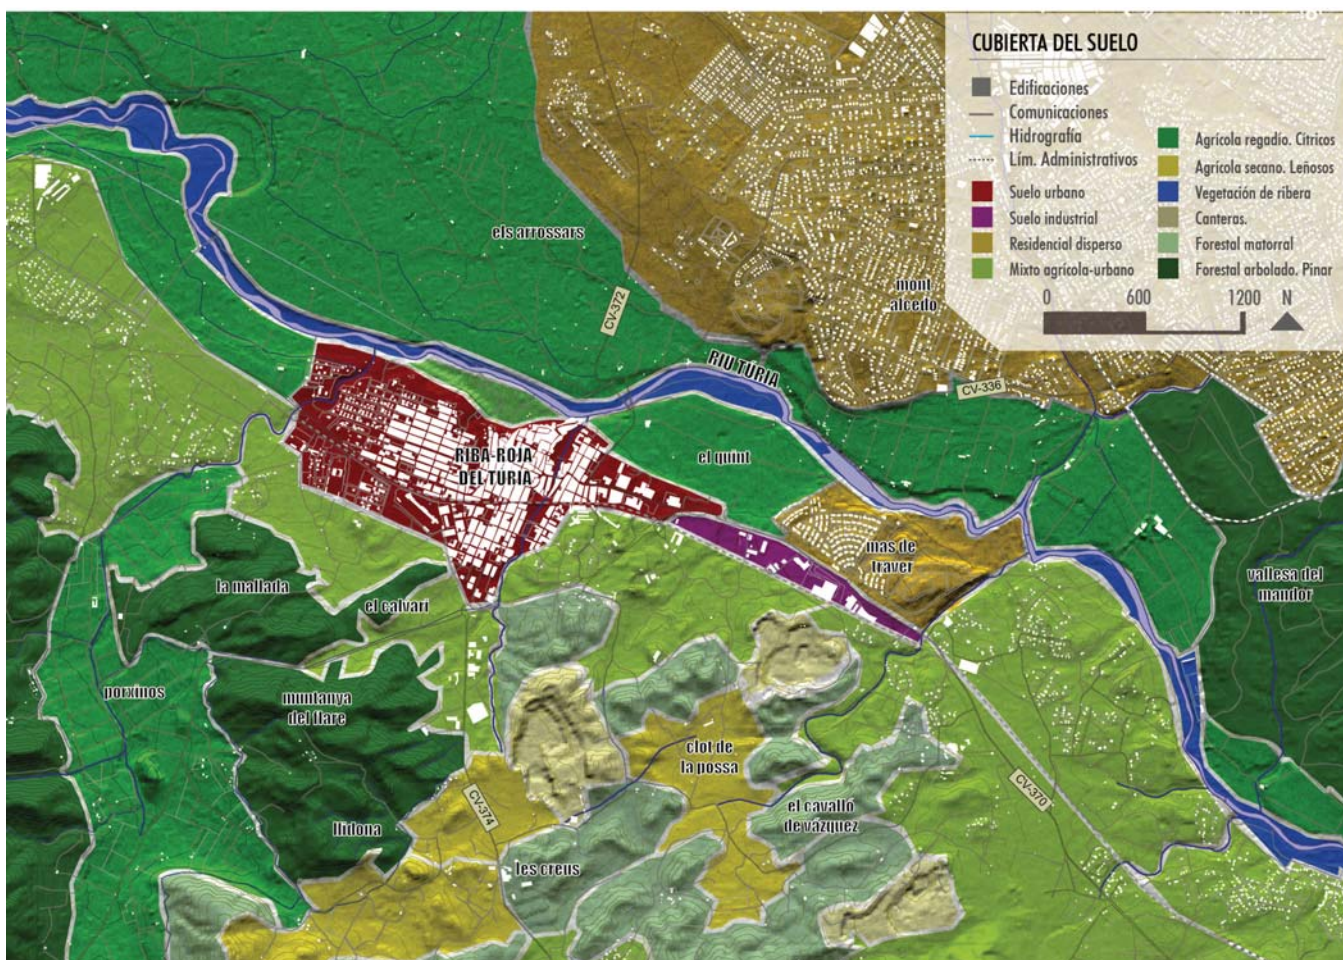 CUBIERTA DEL SUELO
Edificaciones
Comunicaciones
Hidrografía
Lím. Administrativos
Suelo urbano
Suelo industrial
Residencial disperso
Mixto agrícola-urbano
Agrícola regadío. Cítricos
Agrícola secano. Leñosos
Vegetación de ribera
Canteras.
Forestal matorral
Forestal arbolado. Pinar
0 600 1200 N
els arrossars
mont
alcedo
CV-372
RIU TÚRIA
CV-336
RIBA-ROJA
DEL TURIA
el quint
mas de
traver
vallesa del
mandor
la mallada
el calvari
porxinos
muntanya
del flare
clot de
la possa
CV-370
CV-374
el cavalló
de vázquez
llidona
les creus